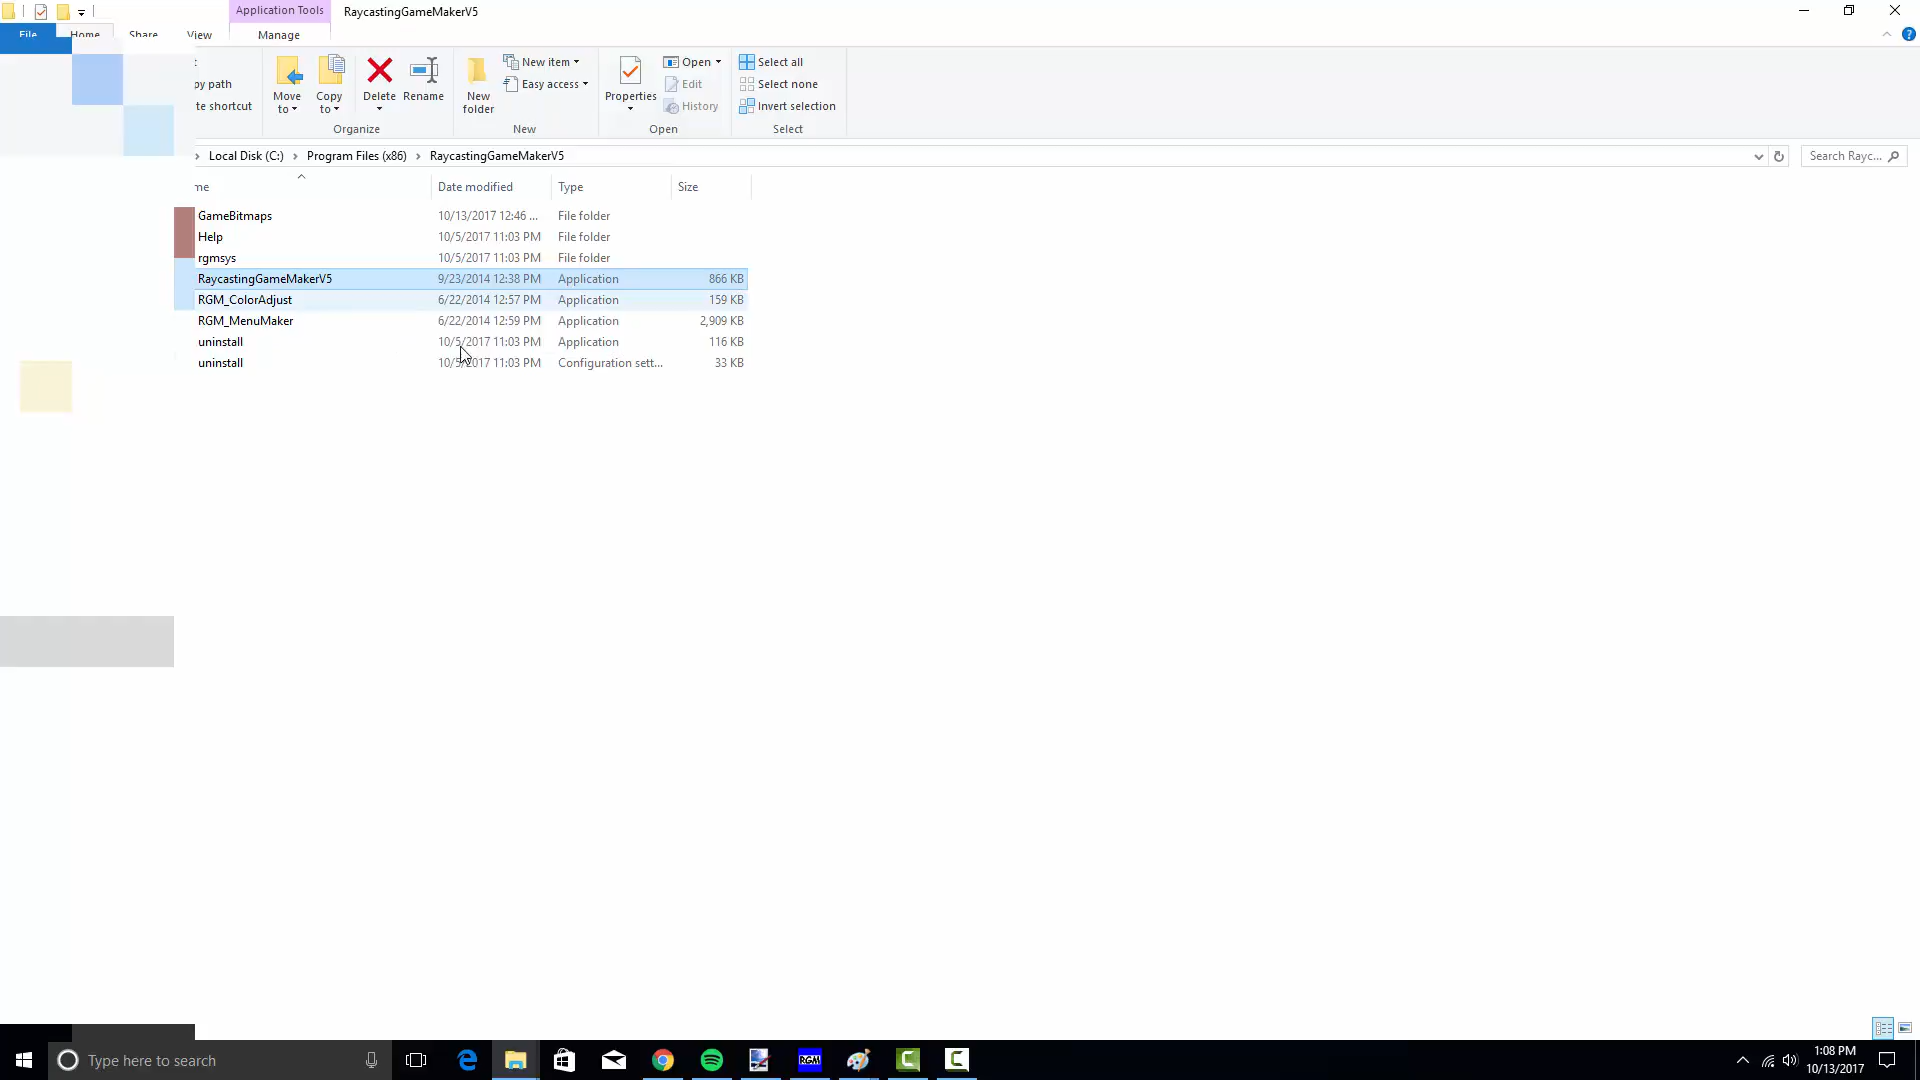 Application Tools RaycastingGameMakerV5
File Home Share View Manage
t
py path
te shortcut
Move to
Copy to
Delete
Rename
Organize
New folder
New item
Easy access
New
Properties
Open
Edit
History
Open
Select all
Select none
Invert selection
Select
› Local Disk (C:) › Program Files (x86) › RaycastingGameMakerV5
Search Rayc...
me Date modified Type Size
GameBitmaps 10/13/2017 12:46 ... File folder
Help 10/5/2017 11:03 PM File folder
rgmsys 10/5/2017 11:03 PM File folder
RaycastingGameMakerV5 9/23/2014 12:38 PM Application 866 KB
RGM_ColorAdjust 6/22/2014 12:57 PM Application 159 KB
RGM_MenuMaker 6/22/2014 12:59 PM Application 2,909 KB
uninstall 10/5/2017 11:03 PM Application 116 KB
uninstall 10/5/2017 11:03 PM Configuration sett... 33 KB
Type here to search
RGM
1:08 PM
10/13/2017